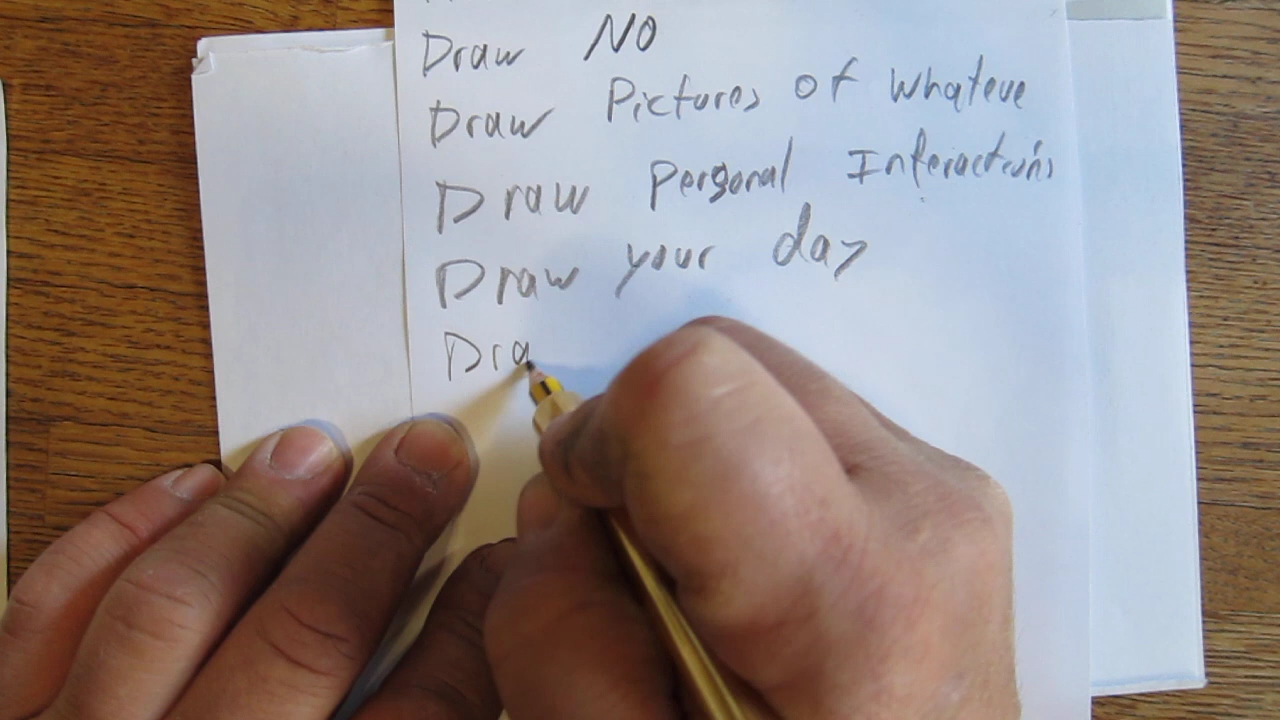 Draw NO
Draw Pictures of Whateve
Draw Personal Interactions
Draw your day
Dra